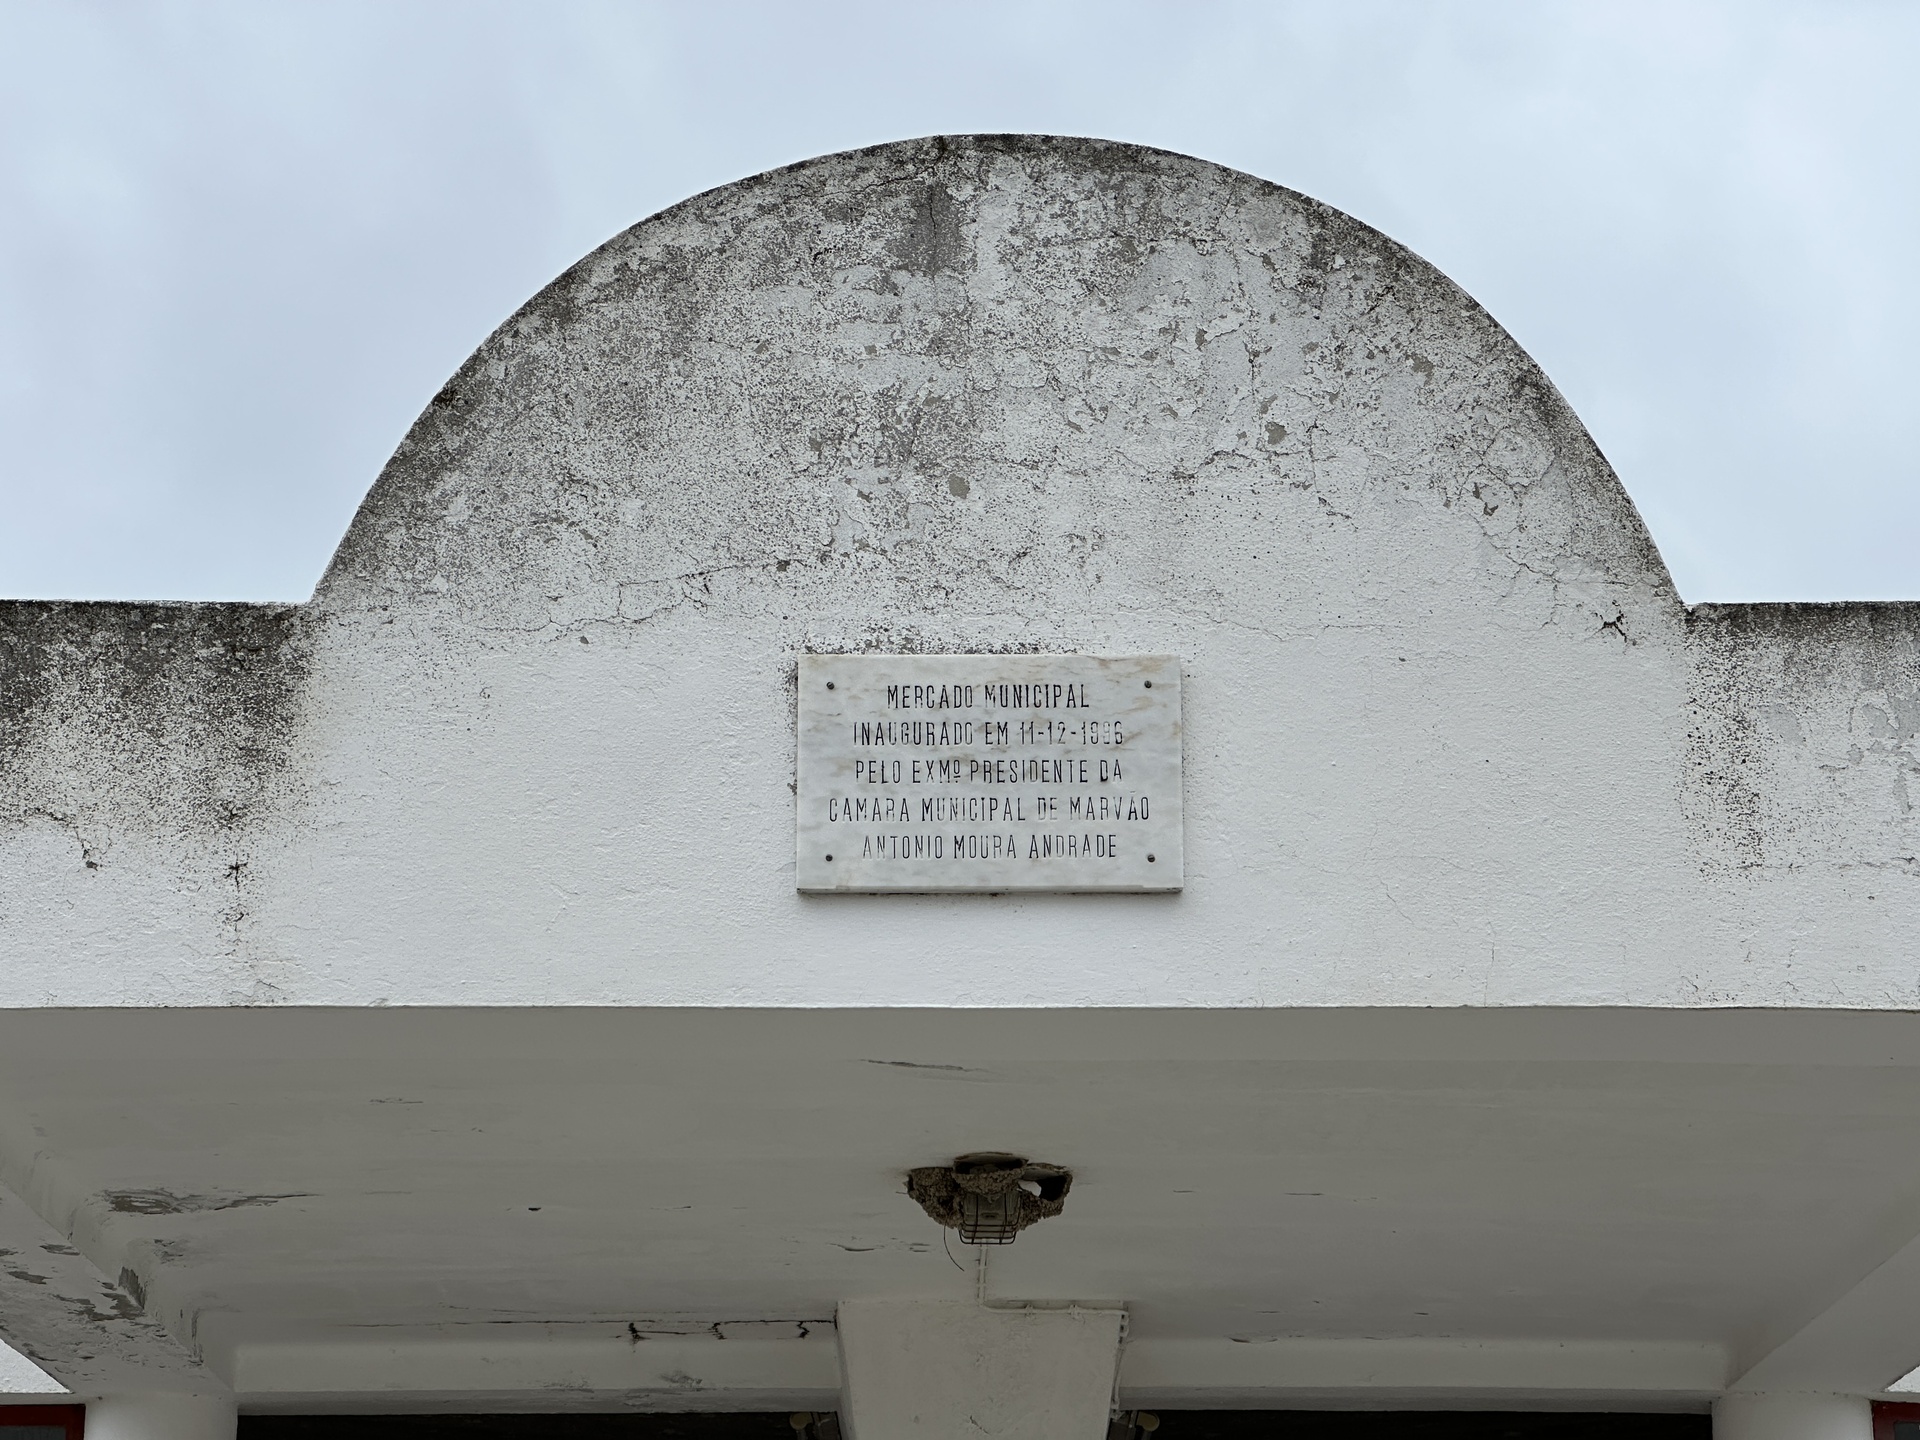 MERCADO MUNICIPAL
INAUGURADO EM 11-12-1996
PELO EXMº PRESIDENTE DA
CAMARA MUNICIPAL DE MARVÃO
ANTONIO MOURA ANDRADE